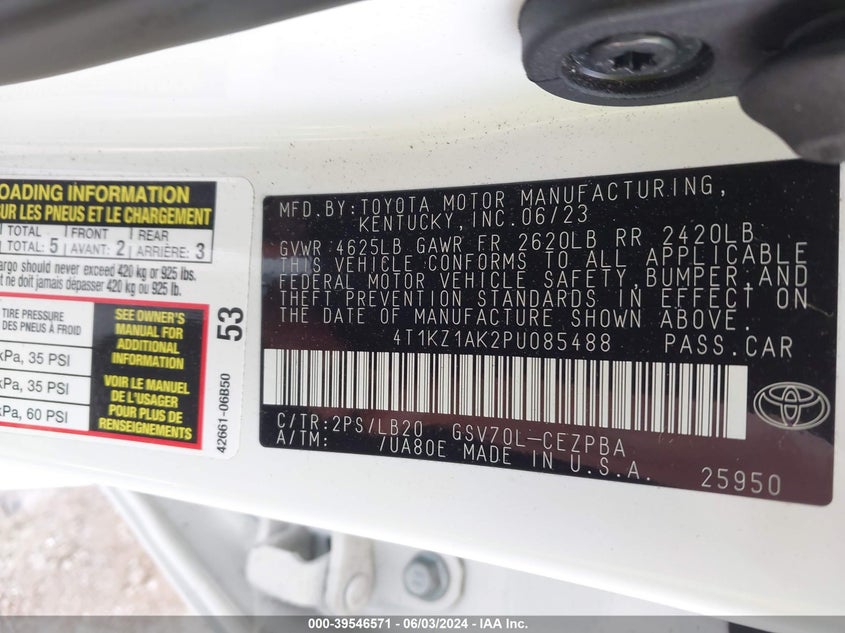 LOADING INFORMATION
SUR LES PNEUS ET LE CHARGEMENT
TOTAL FRONT REAR
TOTAL: 5 AVANT: 2 ARRIÈRE: 3
cargo should never exceed 420 kg or 925 lbs.
ne doit jamais dépasser 420 kg ou 925 lb.
TIRE PRESSURE
DES PNEUS À FROID
kPa, 35 PSI
kPa, 35 PSI
kPa, 60 PSI
SEE OWNER'S
MANUAL FOR
ADDITIONAL
INFORMATION
VOIR LE MANUEL
DE L'USAGER
POUR PLUS DE
RENSEIGNEMENTS
53
42661-06B50
MFD.BY:TOYOTA MOTOR MANUFACTURING,
KENTUCKY, INC.06/23
GVWR 4625LB GAWR FR 2620LB RR 2420LB
THIS VEHICLE CONFORMS TO ALL APPLICABLE
FEDERAL MOTOR VEHICLE SAFETY, BUMPER, AND
THEFT PREVENTION STANDARDS IN EFFECT ON
THE DATE OF MANUFACTURE SHOWN ABOVE.
4T1KZ1AK2PU085488 PASS.CAR
C/TR:2PS/LB20 GSV70L-CEZPBA
A/TM: /UA80E MADE IN U.S.A.
25950
000-39546571 - 06/03/2024 - IAA Inc.